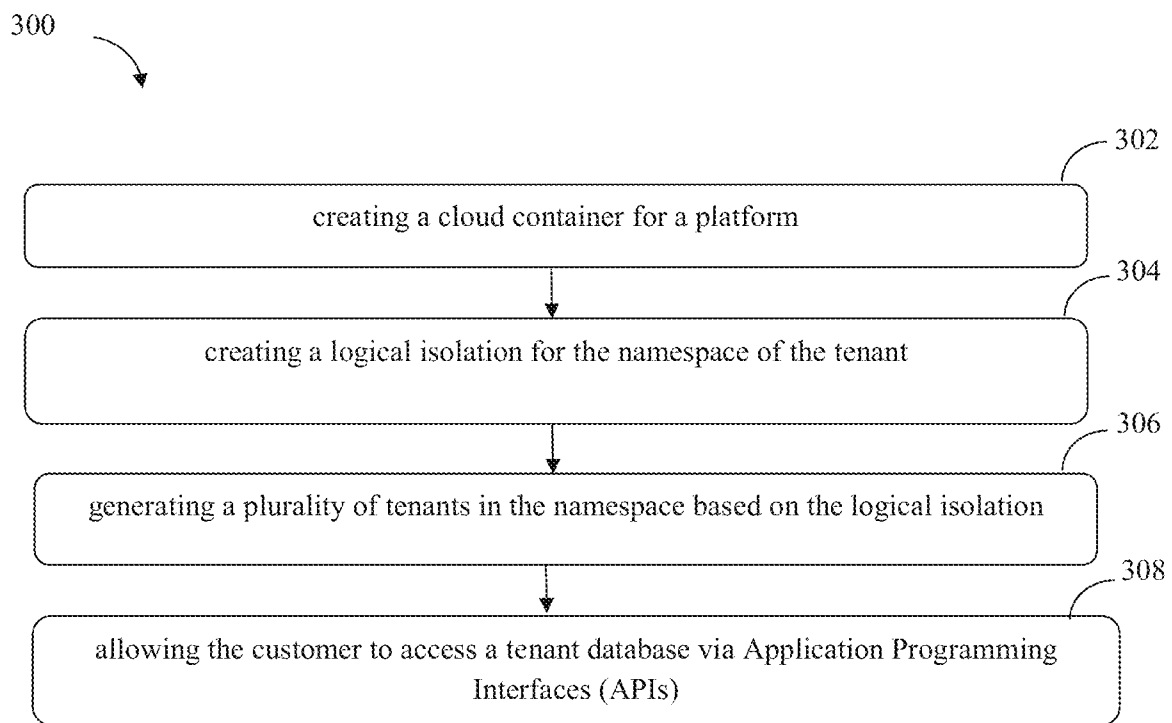 300
302
creating a cloud container for a platform
304
creating a logical isolation for the namespace of the tenant
306
generating a plurality of tenants in the namespace based on the logical isolation
308
allowing the customer to access a tenant database via Application Programming
Interfaces (APIs)